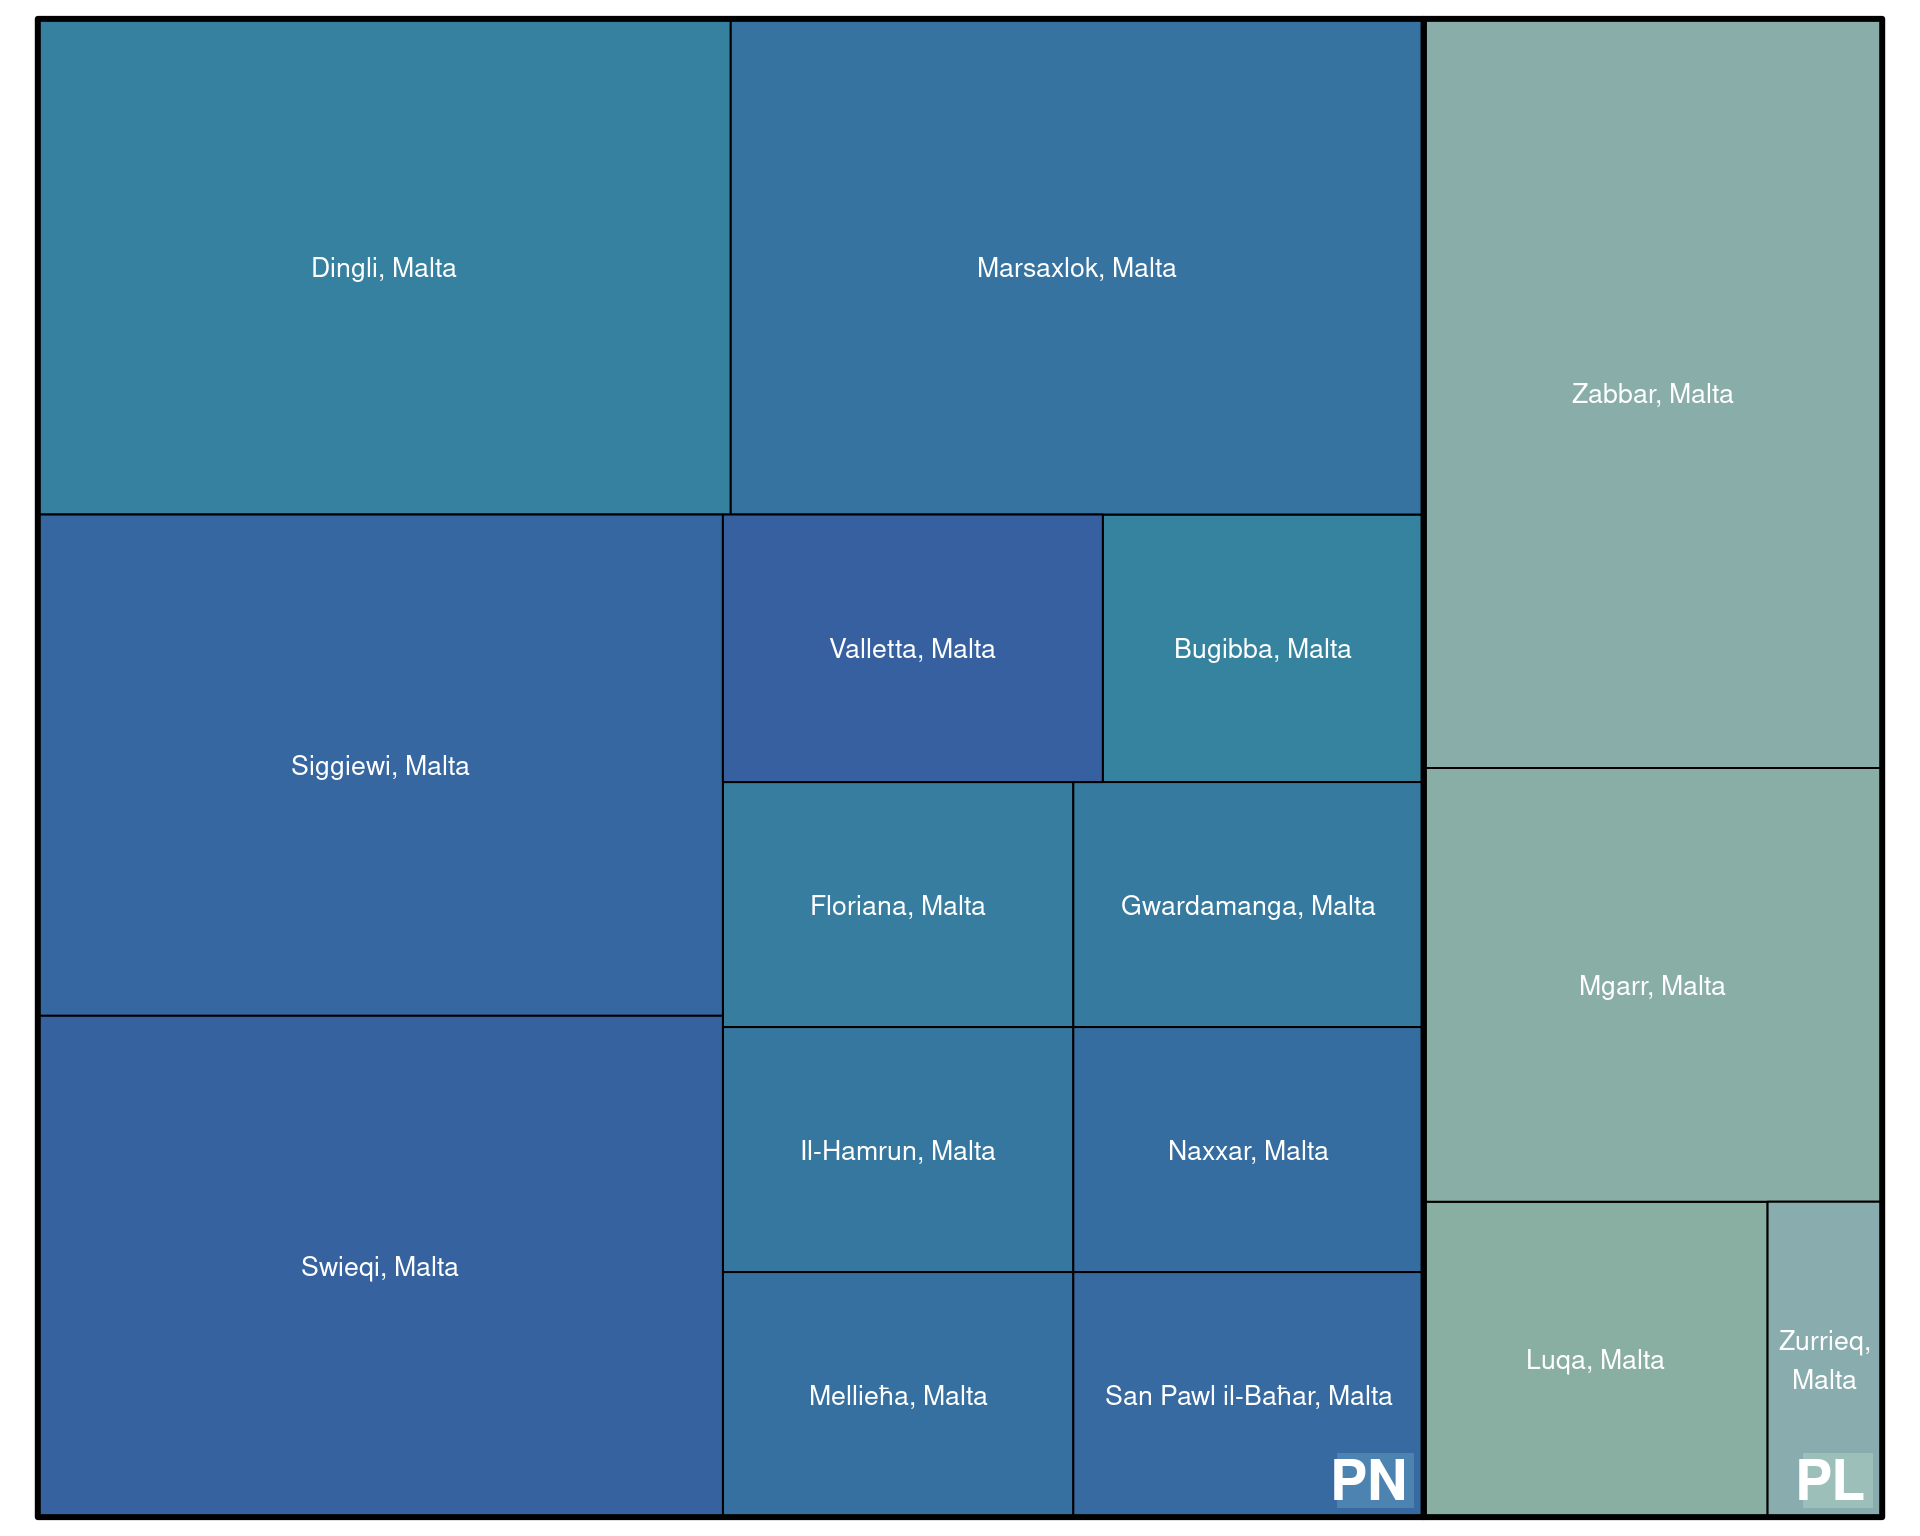 Dingli, Malta
Marsaxlok, Malta
Zabbar, Malta
Siggiewi, Malta
Valletta, Malta
Bugibba, Malta
Floriana, Malta
Gwardamanga, Malta
Mgarr, Malta
Il-Hamrun, Malta
Naxxar, Malta
Swieqi, Malta
Luqa, Malta
Zurrieq,
Malta
Mellieħa, Malta
San Pawl il-Baħar, Malta
PN
PL